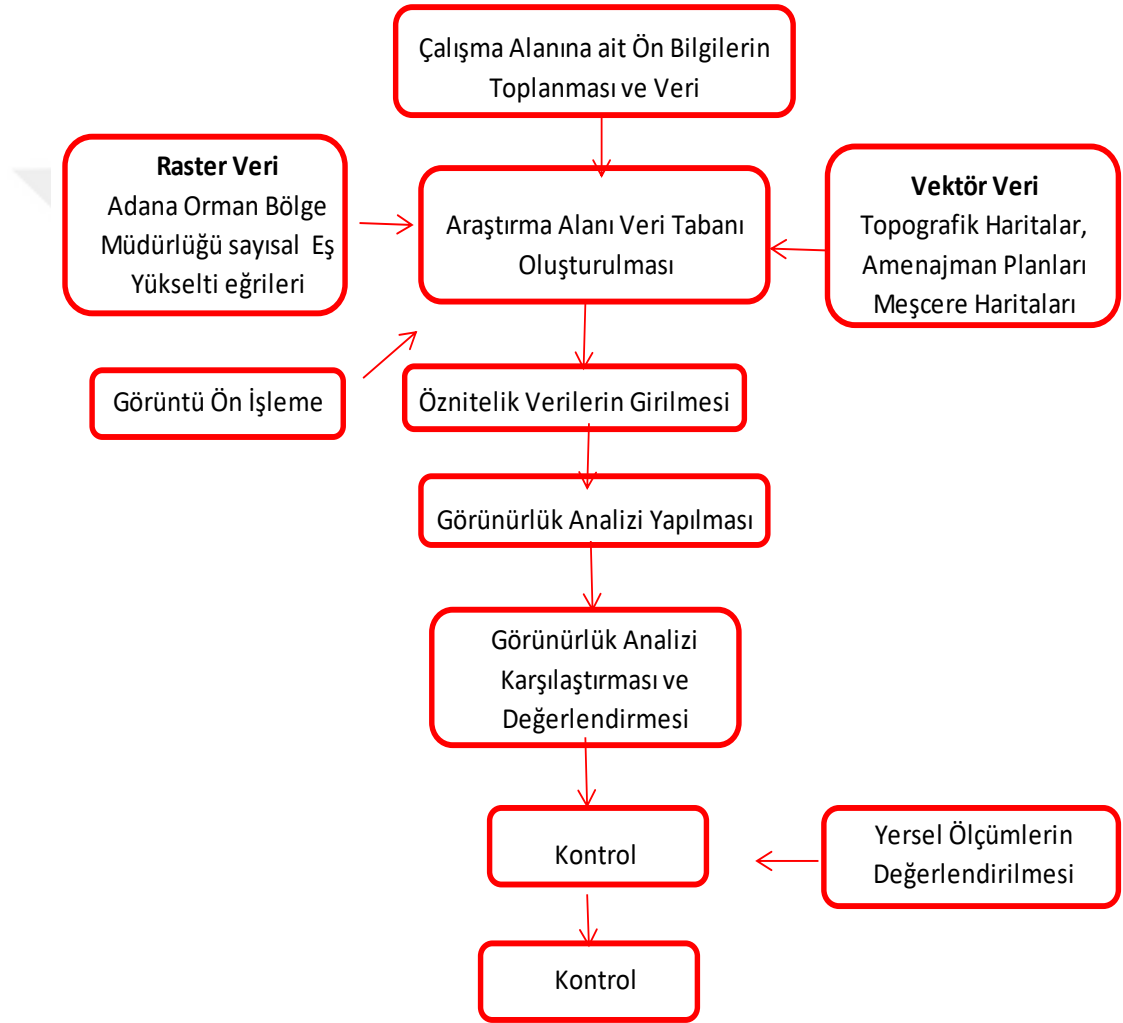 Çalışma Alanına ait Ön Bilgilerin
Toplanması ve Veri
Raster Veri
Adana Orman Bölge
Müdürlüğü sayısal Eş
Yükselti eğrileri
Araştırma Alanı Veri Tabanı
Oluşturulması
Vektör Veri
Topografik Haritalar,
Amenajman Planları
Meşcere Haritaları
Görüntü Ön İşleme
Öznitelik Verilerin Girilmesi
Görünürlük Analizi Yapılması
Görünürlük Analizi
Karşılaştırması ve
Değerlendirmesi
Kontrol
Yersel Ölçümlerin
Değerlendirilmesi
Kontrol